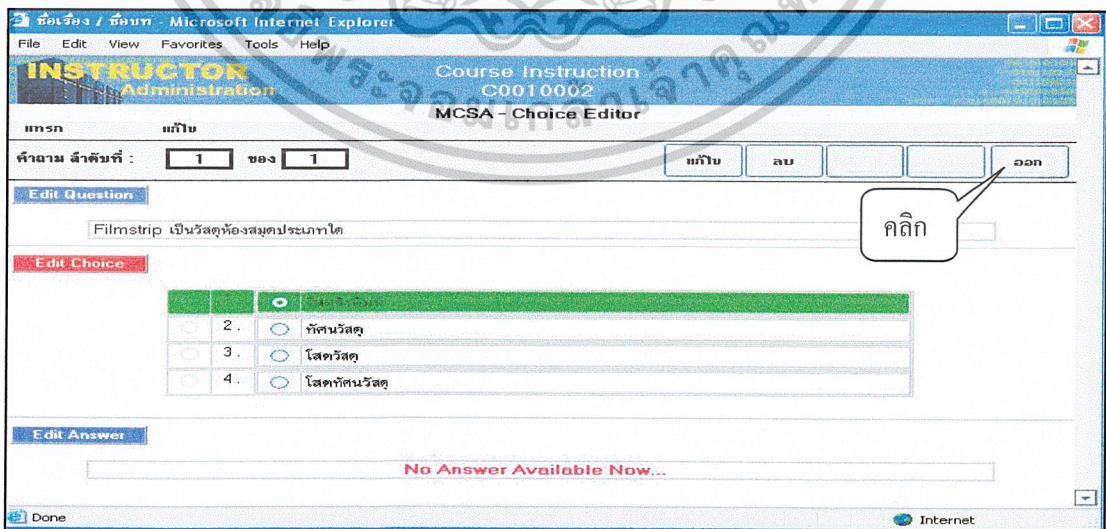 ชื่อเรื่อง / ชื่อบท - Microsoft Internet Explorer
File Edit View Favorites Tools Help
INSTRUCTOR
Administration
Course Instruction
C0010002
MCSA - Choice Editor
แทรก แก้ไข
คำถาม ลำดับที่ : 1 ของ 1
แก้ไข ลบ ออก
คลิก
Edit Question
Filmstrip เป็นวัสดุห้องสมุดประเภทใด
Edit Choice
2. ทัศนวัสดุ
3. โสตวัสดุ
4. โสตทัศนวัสดุ
Edit Answer
No Answer Available Now...
Done Internet